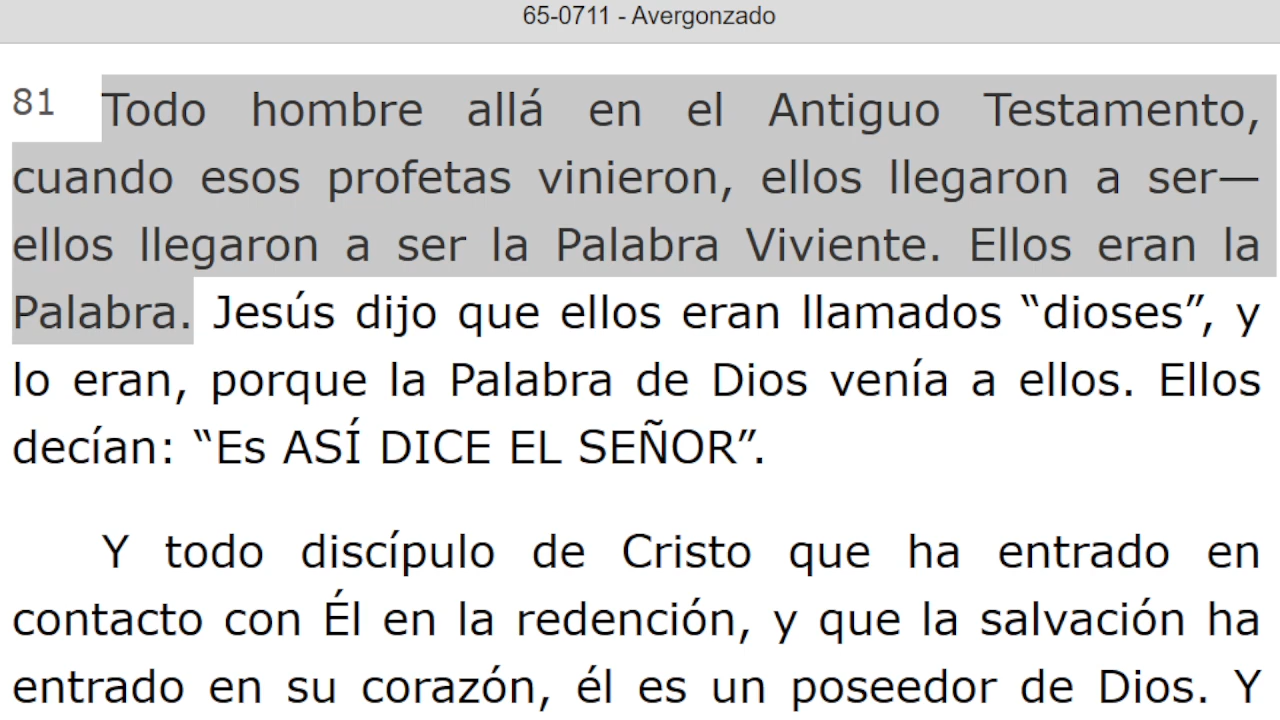 65-0711 - Avergonzado
81 Todo hombre allá en el Antiguo Testamento,
cuando esos profetas vinieron, ellos llegaron a ser—
ellos llegaron a ser la Palabra Viviente. Ellos eran la
Palabra. Jesús dijo que ellos eran llamados “dioses”, y
lo eran, porque la Palabra de Dios venía a ellos. Ellos
decían: “Es ASÍ DICE EL SEÑOR”.
Y todo discípulo de Cristo que ha entrado en
contacto con Él en la redención, y que la salvación ha
entrado en su corazón, él es un poseedor de Dios. Y